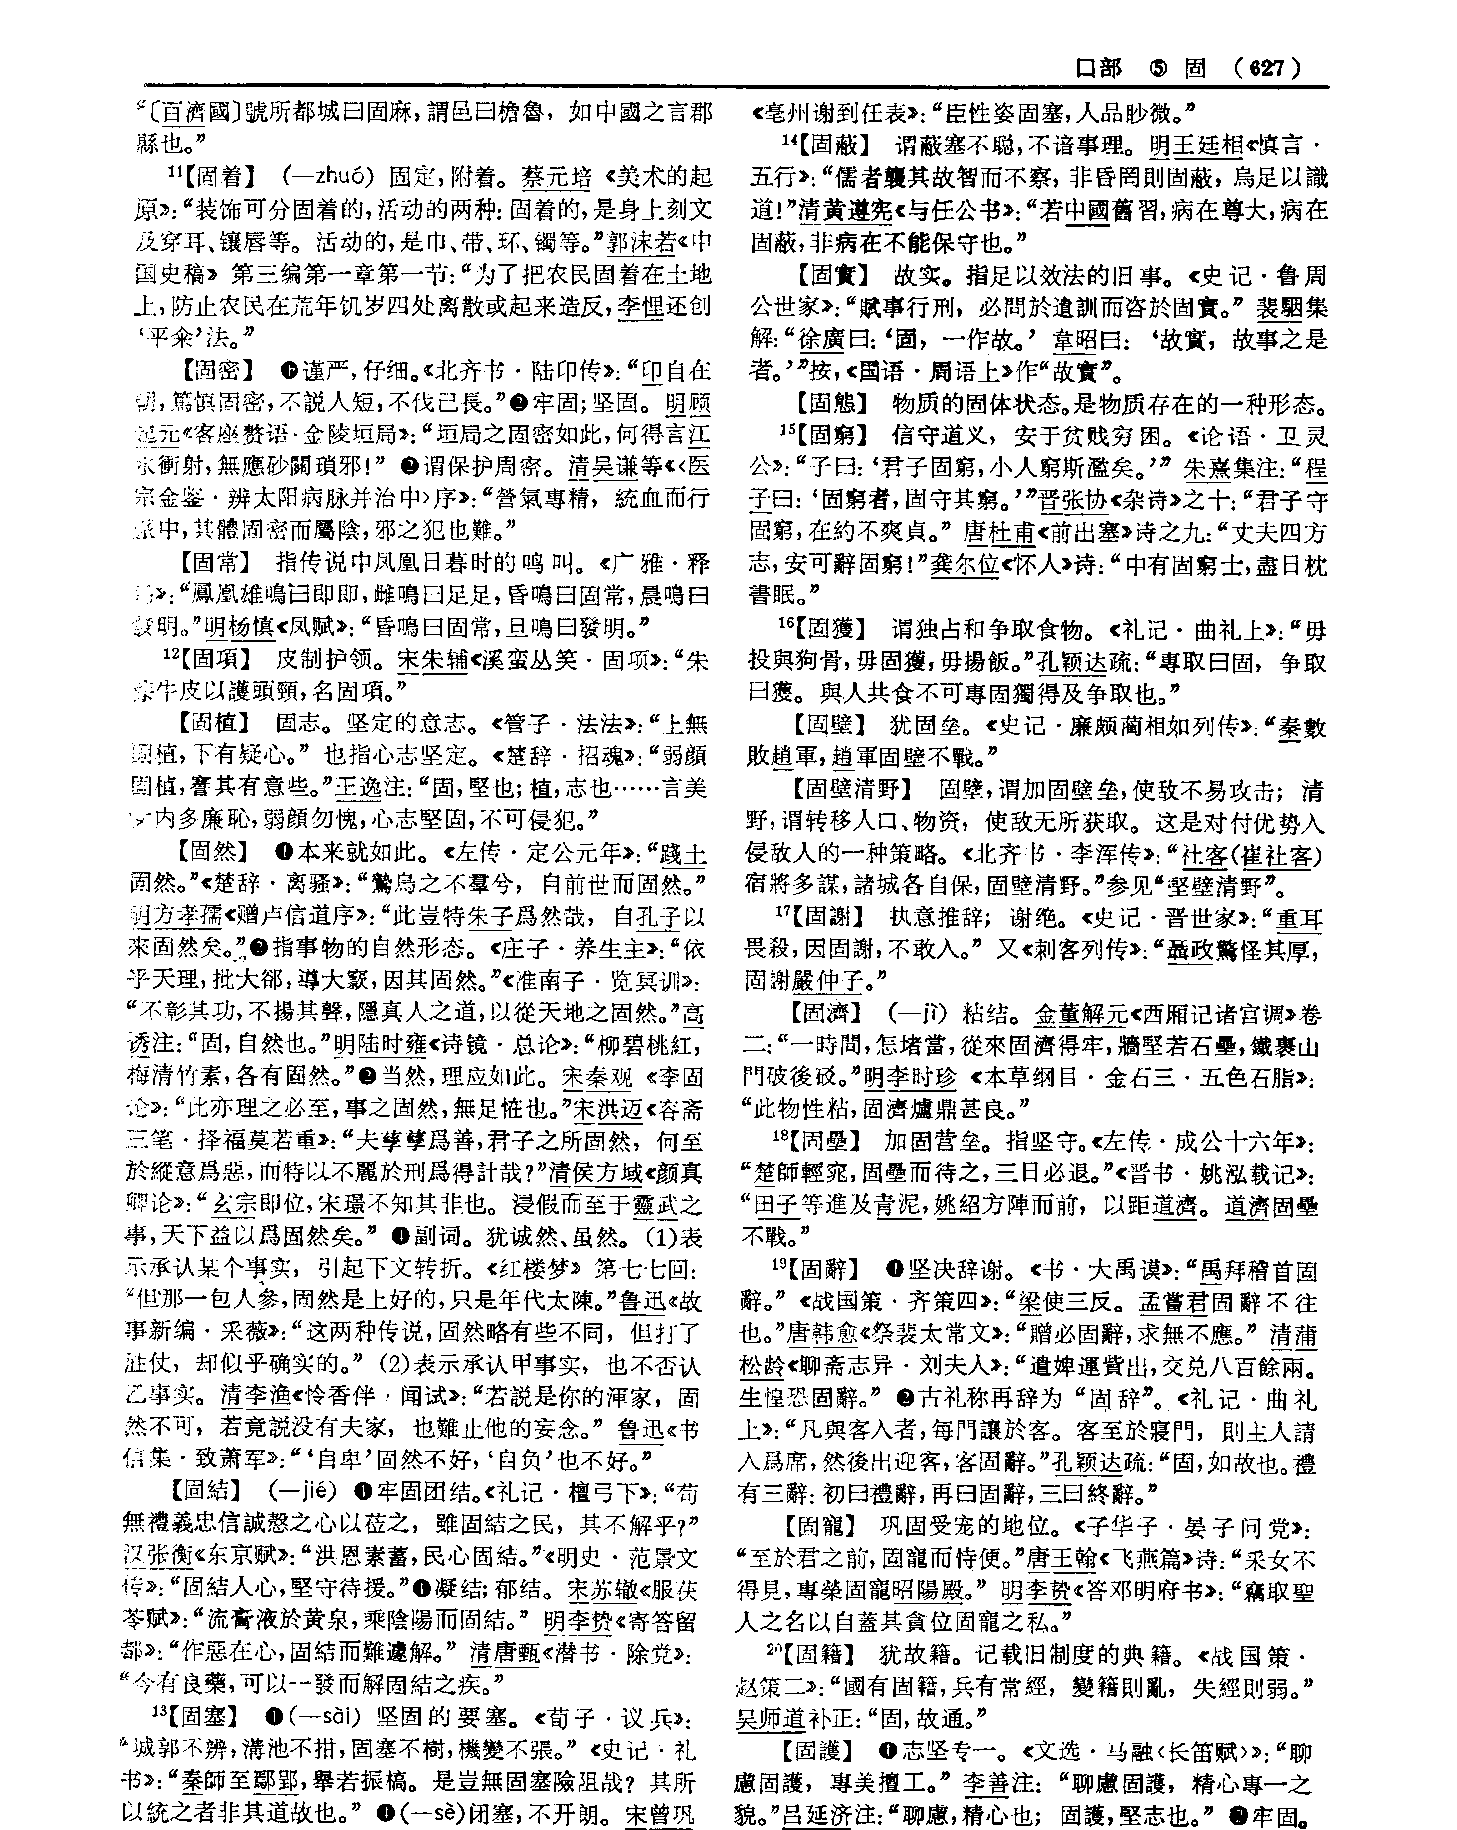 口部 ⑤ 固 (627)
“〔百濟國〕號所都城曰固麻，謂邑曰檐魯，如中國之言郡
縣也。”
11【固着】 （—zhuó） 固定，附着。蔡元培《美术的起
原》：“装饰可分固着的，活动的两种：固着的，是身上刻文
及穿耳、镶唇等。活动的，是巾、带、环、镯等。”郭沫若《中
国史稿》第三编第一章第一节：“为了把农民固着在土地
上，防止农民在荒年饥岁四处离散或起来造反，李悝还创
‘平籴’法。”
【固密】 ❶谨严，仔细。《北齐书·陆卬传》：“卬自在
朝，篤慎固密，不説人短，不伐己長。”❷牢固；坚固。明顾
起元《客座赘语·金陵垣局》：“垣局之固密如此，何得言江
水衝射，無應砂關瑣邪！” ❸谓保护周密。清吴谦等《〈医
宗金鉴·辨太阳病脉并治中〉序》：“營氣專精，統血而行
脉中，其體固密而屬陰，邪之犯也難。”
【固常】 指传说中凤凰日暮时的鸣叫。《广雅·释
鸟》：“鳳凰雄鳴曰即即，雌鳴曰足足，昏鳴曰固常，晨鳴曰
發明。”明杨慎《凤赋》：“昏鳴曰固常，旦鳴曰發明。”
12【固項】 皮制护领。宋朱辅《溪蛮丛笑·固项》：“朱
漆牛皮以護頭頸，名固項。”
【固植】 固志。坚定的意志。《管子·法法》：“上無
固植，下有疑心。” 也指心志坚定。《楚辞·招魂》：“弱顔
固植，謇其有意些。”王逸注：“固，堅也；植，志也……言美
女内多廉恥，弱顔勿愧，心志堅固，不可侵犯。”
【固然】 ❶本来就如此。《左传·定公元年》：“踐土
固然。”《楚辞·离骚》：“鷙鳥之不羣兮，自前世而固然。”
明方孝孺《赠卢信道序》：“此豈特朱子爲然哉，自孔子以
來固然矣。”❷指事物的自然形态。《庄子·养生主》：“依
乎天理，批大郤，導大窾，因其固然。”《淮南子·览冥训》：
“不彰其功，不揚其聲，隱真人之道，以從天地之固然。”高
诱注：“固，自然也。”明陆时雍《诗镜·总论》：“柳碧桃紅，
梅清竹素，各有固然。”❸当然，理应如此。宋秦观《李固
论》：“此亦理之必至，事之固然，無足恠也。”宋洪迈《容斋
三笔·择福莫若重》：“夫孳孳爲善，君子之所固然，何至
於縱意爲惡，而特以不麗於刑爲得計哉？”清侯方域《颜真
卿论》：“玄宗即位，宋璟不知其非也。浸假而至于靈武之
事，天下益以爲固然矣。” ❹副词。犹诚然、虽然。（1）表
示承认某个事实，引起下文转折。《红楼梦》第七七回：
“但那一包人参，固然是上好的，只是年代太陳。”鲁迅《故
事新编·采薇》：“这两种传说，固然略有些不同，但打了
胜仗，却似乎确实的。”（2）表示承认甲事实，也不否认
乙事实。清李渔《怜香伴·闻试》：“若説是你的渾家，固
然不可，若竟説没有夫家，也難止他的妄念。” 鲁迅《书
信集·致萧军》：“‘自卑’固然不好，‘自负’也不好。”
【固結】 （—jié） ❶牢固团结。《礼记·檀弓下》：“苟
無禮義忠信誠慤之心以莅之，雖固結之民，其不解乎？”
汉张衡《东京赋》：“洪恩素蓄，民心固結。”《明史·范景文
传》：“固結人心，堅守待援。”❷凝结；郁结。宋苏辙《服茯
苓赋》：“流膏液於黄泉，乘陰陽而固結。” 明李贽《寄答留
都》：“作惡在心，固結而難遽解。” 清唐甄《潜书·除党》：
“今有良藥，可以一發而解固結之疾。”
13【固塞】 ❶（—sài） 坚固的要塞。《荀子·议兵》：
“城郭不辨，溝池不拑，固塞不樹，機變不張。”《史记·礼
书》：“秦師至鄢郢，舉若振槁。是豈無固塞險阻哉？其所
以統之者非其道故也。” ❷（—sè）闭塞，不开朗。宋曾巩
《亳州谢到任表》：“臣性姿固塞，人品眇微。”
14【固蔽】 谓蔽塞不聪，不谙事理。明王廷相《慎言·
五行》：“儒者襲其故智而不察，非昏罔則固蔽，烏足以識
道！”清黄遵宪《与任公书》：“若中國舊習，病在尊大，病在
固蔽，非病在不能保守也。”
【固實】 故实。指足以效法的旧事。《史记·鲁周
公世家》：“賦事行刑，必問於遺訓而咨於固實。” 裴駰集
解：“徐廣曰：‘固，一作故。’ 韋昭曰：‘故實，故事之是
者。’”按，《国语·周语上》作“故實”。
【固態】 物质的固体状态。是物质存在的一种形态。
15【固窮】 信守道义，安于贫贱穷困。《论语·卫灵
公》：“子曰：‘君子固窮，小人窮斯濫矣。’” 朱熹集注：“程
子曰：‘固窮者，固守其窮。’”晋张协《杂诗》之十：“君子守
固窮，在約不爽貞。” 唐杜甫《前出塞》诗之九：“丈夫四方
志，安可辭固窮！”龚尔位《怀人》诗：“中有固窮士，盡日枕
書眠。”
16【固獲】 谓独占和争取食物。《礼记·曲礼上》：“毋
投與狗骨，毋固獲，毋揚飯。”孔颖达疏：“專取曰固，争取
曰獲。與人共食不可專固獨得及争取也。”
【固壁】 犹固垒。《史记·廉颇蔺相如列传》：“秦數
敗趙軍，趙軍固壁不戰。”
【固壁清野】 固壁，谓加固壁垒，使敌不易攻击；清
野，谓转移人口、物资，使敌无所获取。这是对付优势入
侵敌人的一种策略。《北齐书·李浑传》：“社客（崔社客）
宿將多謀，諸城各自保，固壁清野。”参见“坚壁清野”。
17【固謝】 执意推辞；谢绝。《史记·晋世家》：“重耳
畏殺，因固謝，不敢入。” 又《刺客列传》：“聶政驚怪其厚，
固謝嚴仲子。”
【固濟】 （—jì） 粘结。金董解元《西厢记诸宫调》卷
二：“一時間，怎堵當，從來固濟得牢，牆堅若石壘，鐵裹山
門破後砐。”明李时珍《本草纲目·金石三·五色石脂》：
“此物性粘，固濟爐鼎甚良。”
18【固壘】 加固营垒。指坚守。《左传·成公十六年》：
“楚師輕窕，固壘而待之，三日必退。”《晋书·姚泓载记》：
“田子等進及青泥，姚紹方陣而前，以距道濟。道濟固壘
不戰。”
19【固辭】 ❶坚决辞谢。《书·大禹谟》：“禹拜稽首固
辭。”《战国策·齐策四》：“梁使三反。孟嘗君固辭不往
也。”唐韩愈《祭裴太常文》：“贈必固辭，求無不應。” 清蒲
松龄《聊斋志异·刘夫人》：“遣婢運貲出，交兑八百餘兩。
生惶恐固辭。” ❷古礼称再辞为“固辞”。《礼记·曲礼
上》：“凡與客入者，每門讓於客。客至於寢門，則主人請
入爲席，然後出迎客，客固辭。”孔颖达疏：“固，如故也。禮
有三辭：初曰禮辭，再曰固辭，三曰終辭。”
【固寵】 巩固受宠的地位。《子华子·晏子问党》：
“至於君之前，固寵而恃便。”唐王翰《飞燕篇》诗：“采女不
得見，專榮固寵昭陽殿。” 明李贽《答邓明府书》：“竊取聖
人之名以自蓋其貪位固寵之私。”
20【固籍】 犹故籍。记载旧制度的典籍。《战国策·
赵策二》：“國有固籍，兵有常經，變籍則亂，失經則弱。”
吴师道补正：“固，故通。”
【固護】 ❶志坚专一。《文选·马融〈长笛赋〉》：“聊
慮固護，專美擅工。” 李善注：“聊慮固護，精心專一之
貌。”吕延济注：“聊慮，精心也；固護，堅志也。” ❷牢固。